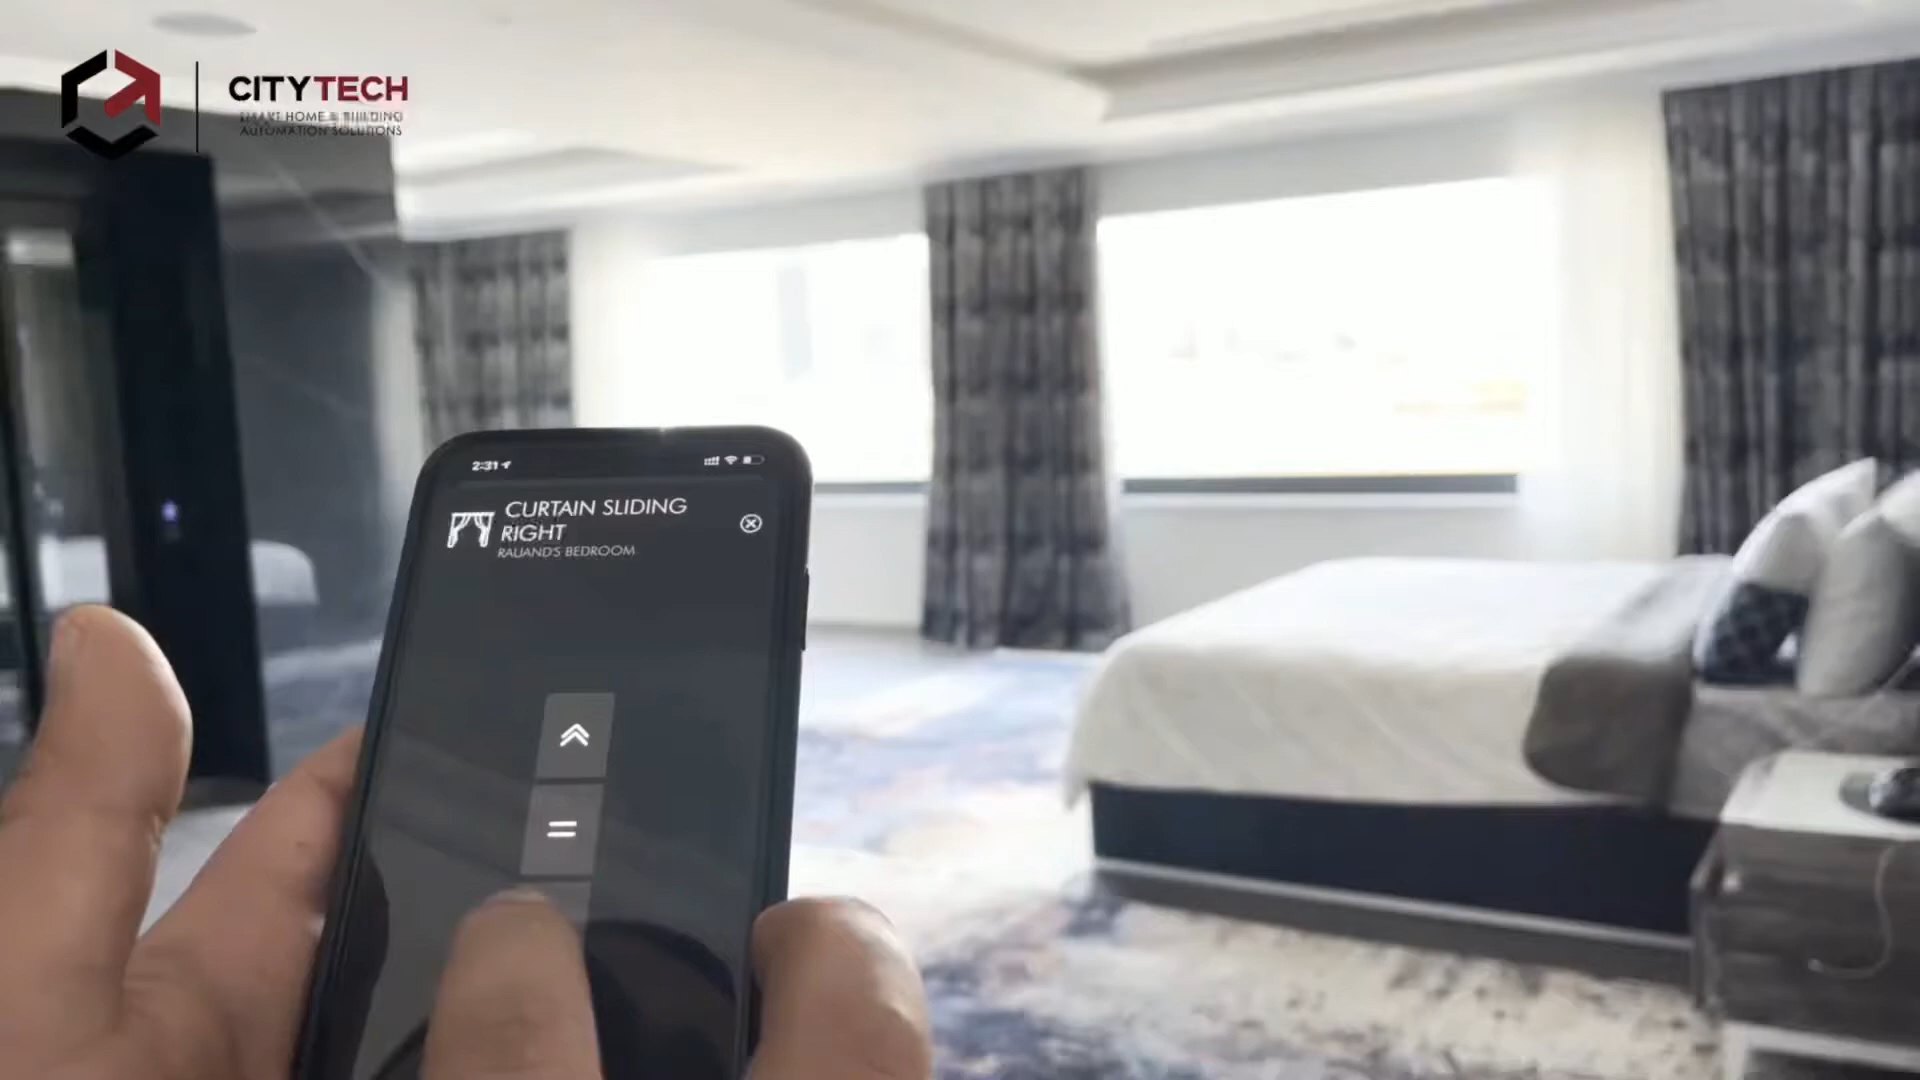 CITYTECH
SMART HOME & BUILDING
AUTOMATION SOLUTIONS
2:31
CURTAIN SLIDING
RIGHT
RAUAND'S BEDROOM